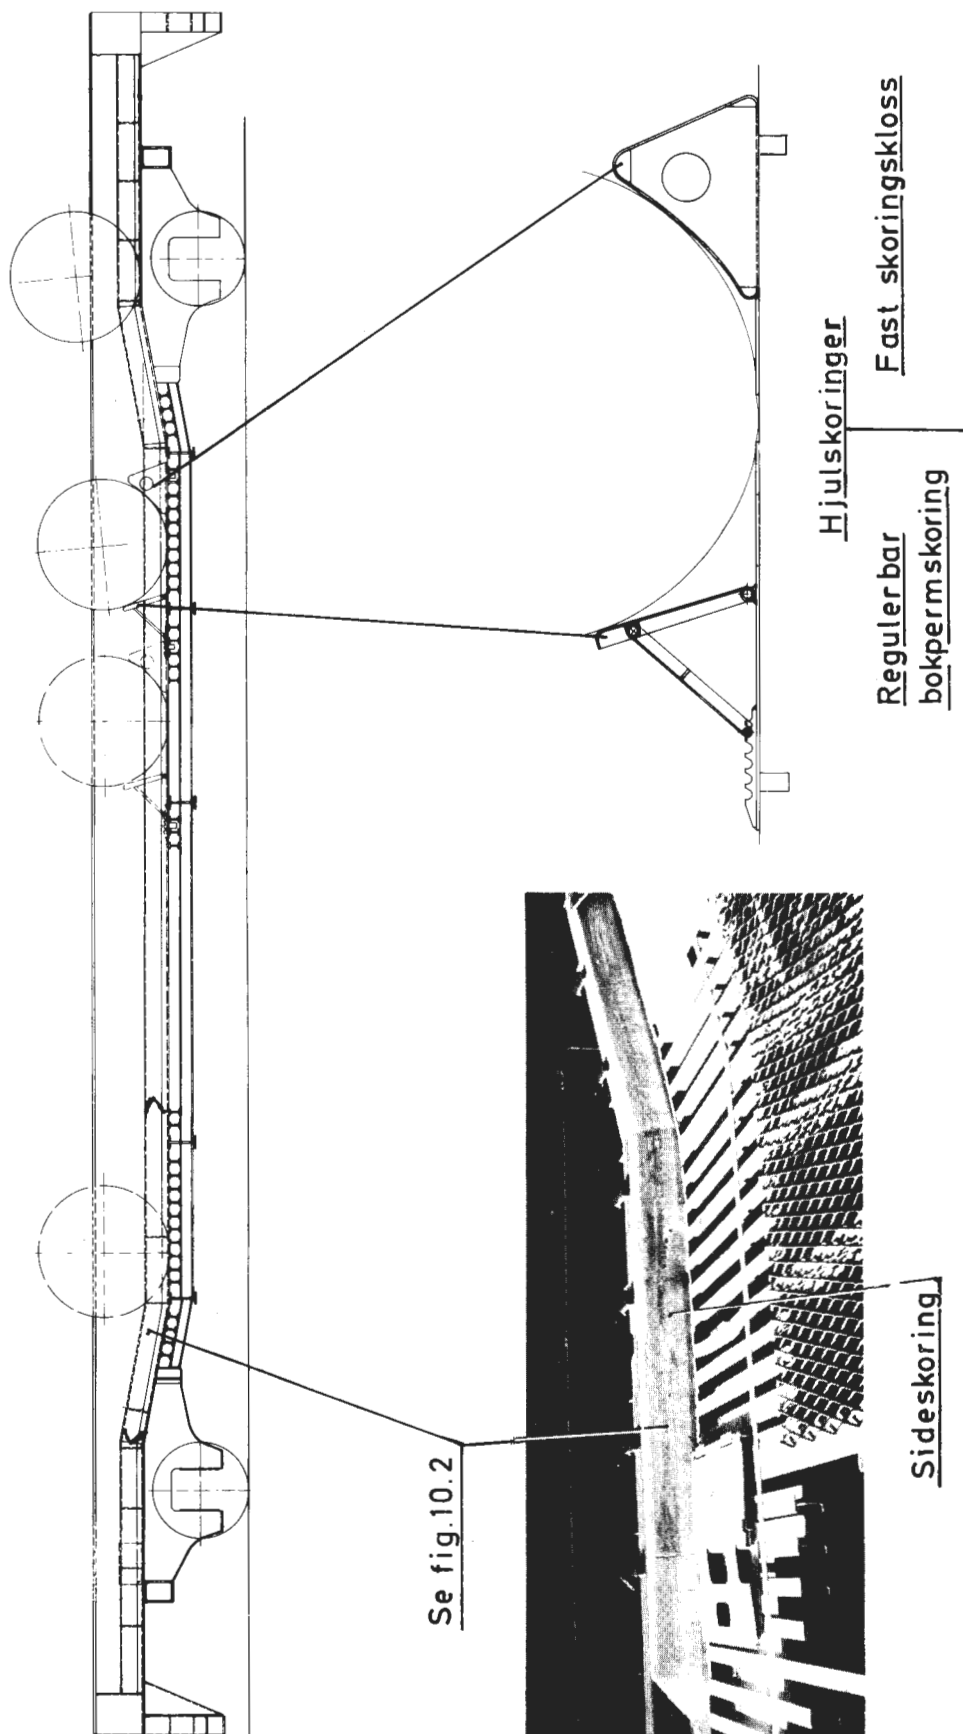 Se fig.10.2
Sideskoring
Hjulskoringer
Regulerbar
bokpermskoring
Fast skoringskloss